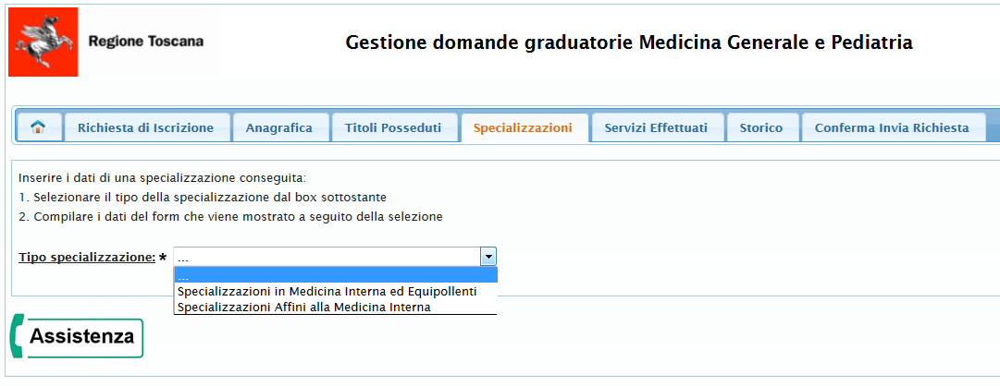 Regione Toscana
Gestione domande graduatorie Medicina Generale e Pediatria
Richiesta di Iscrizione Anagrafica Titoli Posseduti Specializzazioni Servizi Effettuati Storico Conferma Invia Richiesta
Inserire i dati di una specializzazione conseguita:
1. Selezionare il tipo della specializzazione dal box sottostante
2. Compilare i dati del form che viene mostrato a seguito della selezione
Tipo specializzazione: * ...
...
Specializzazioni in Medicina Interna ed Equipollenti
Specializzazioni Affini alla Medicina Interna
Assistenza